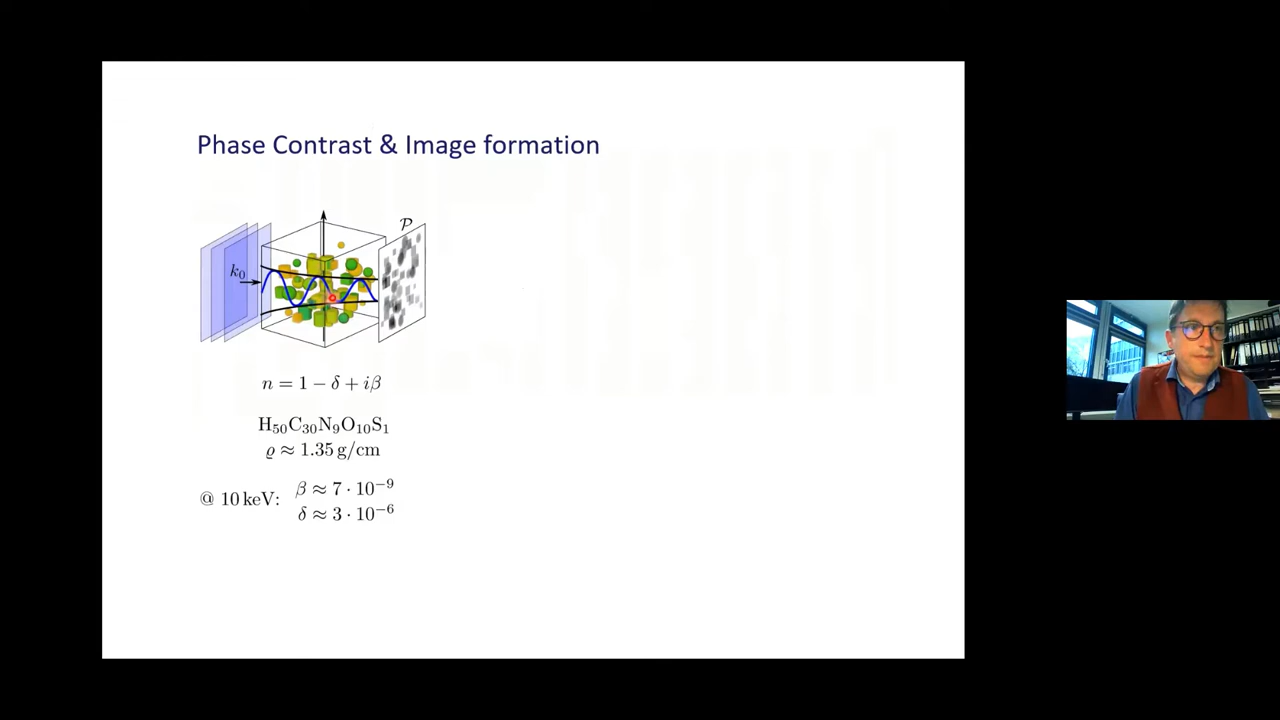 Phase Contrast & Image formation
𝒫
k₀
n = 1 − δ + iβ
H₅₀C₃₀N₉O₁₀S₁
ϱ ≈ 1.35 g/cm
@ 10 keV:
β ≈ 7 · 10⁻⁹
δ ≈ 3 · 10⁻⁶